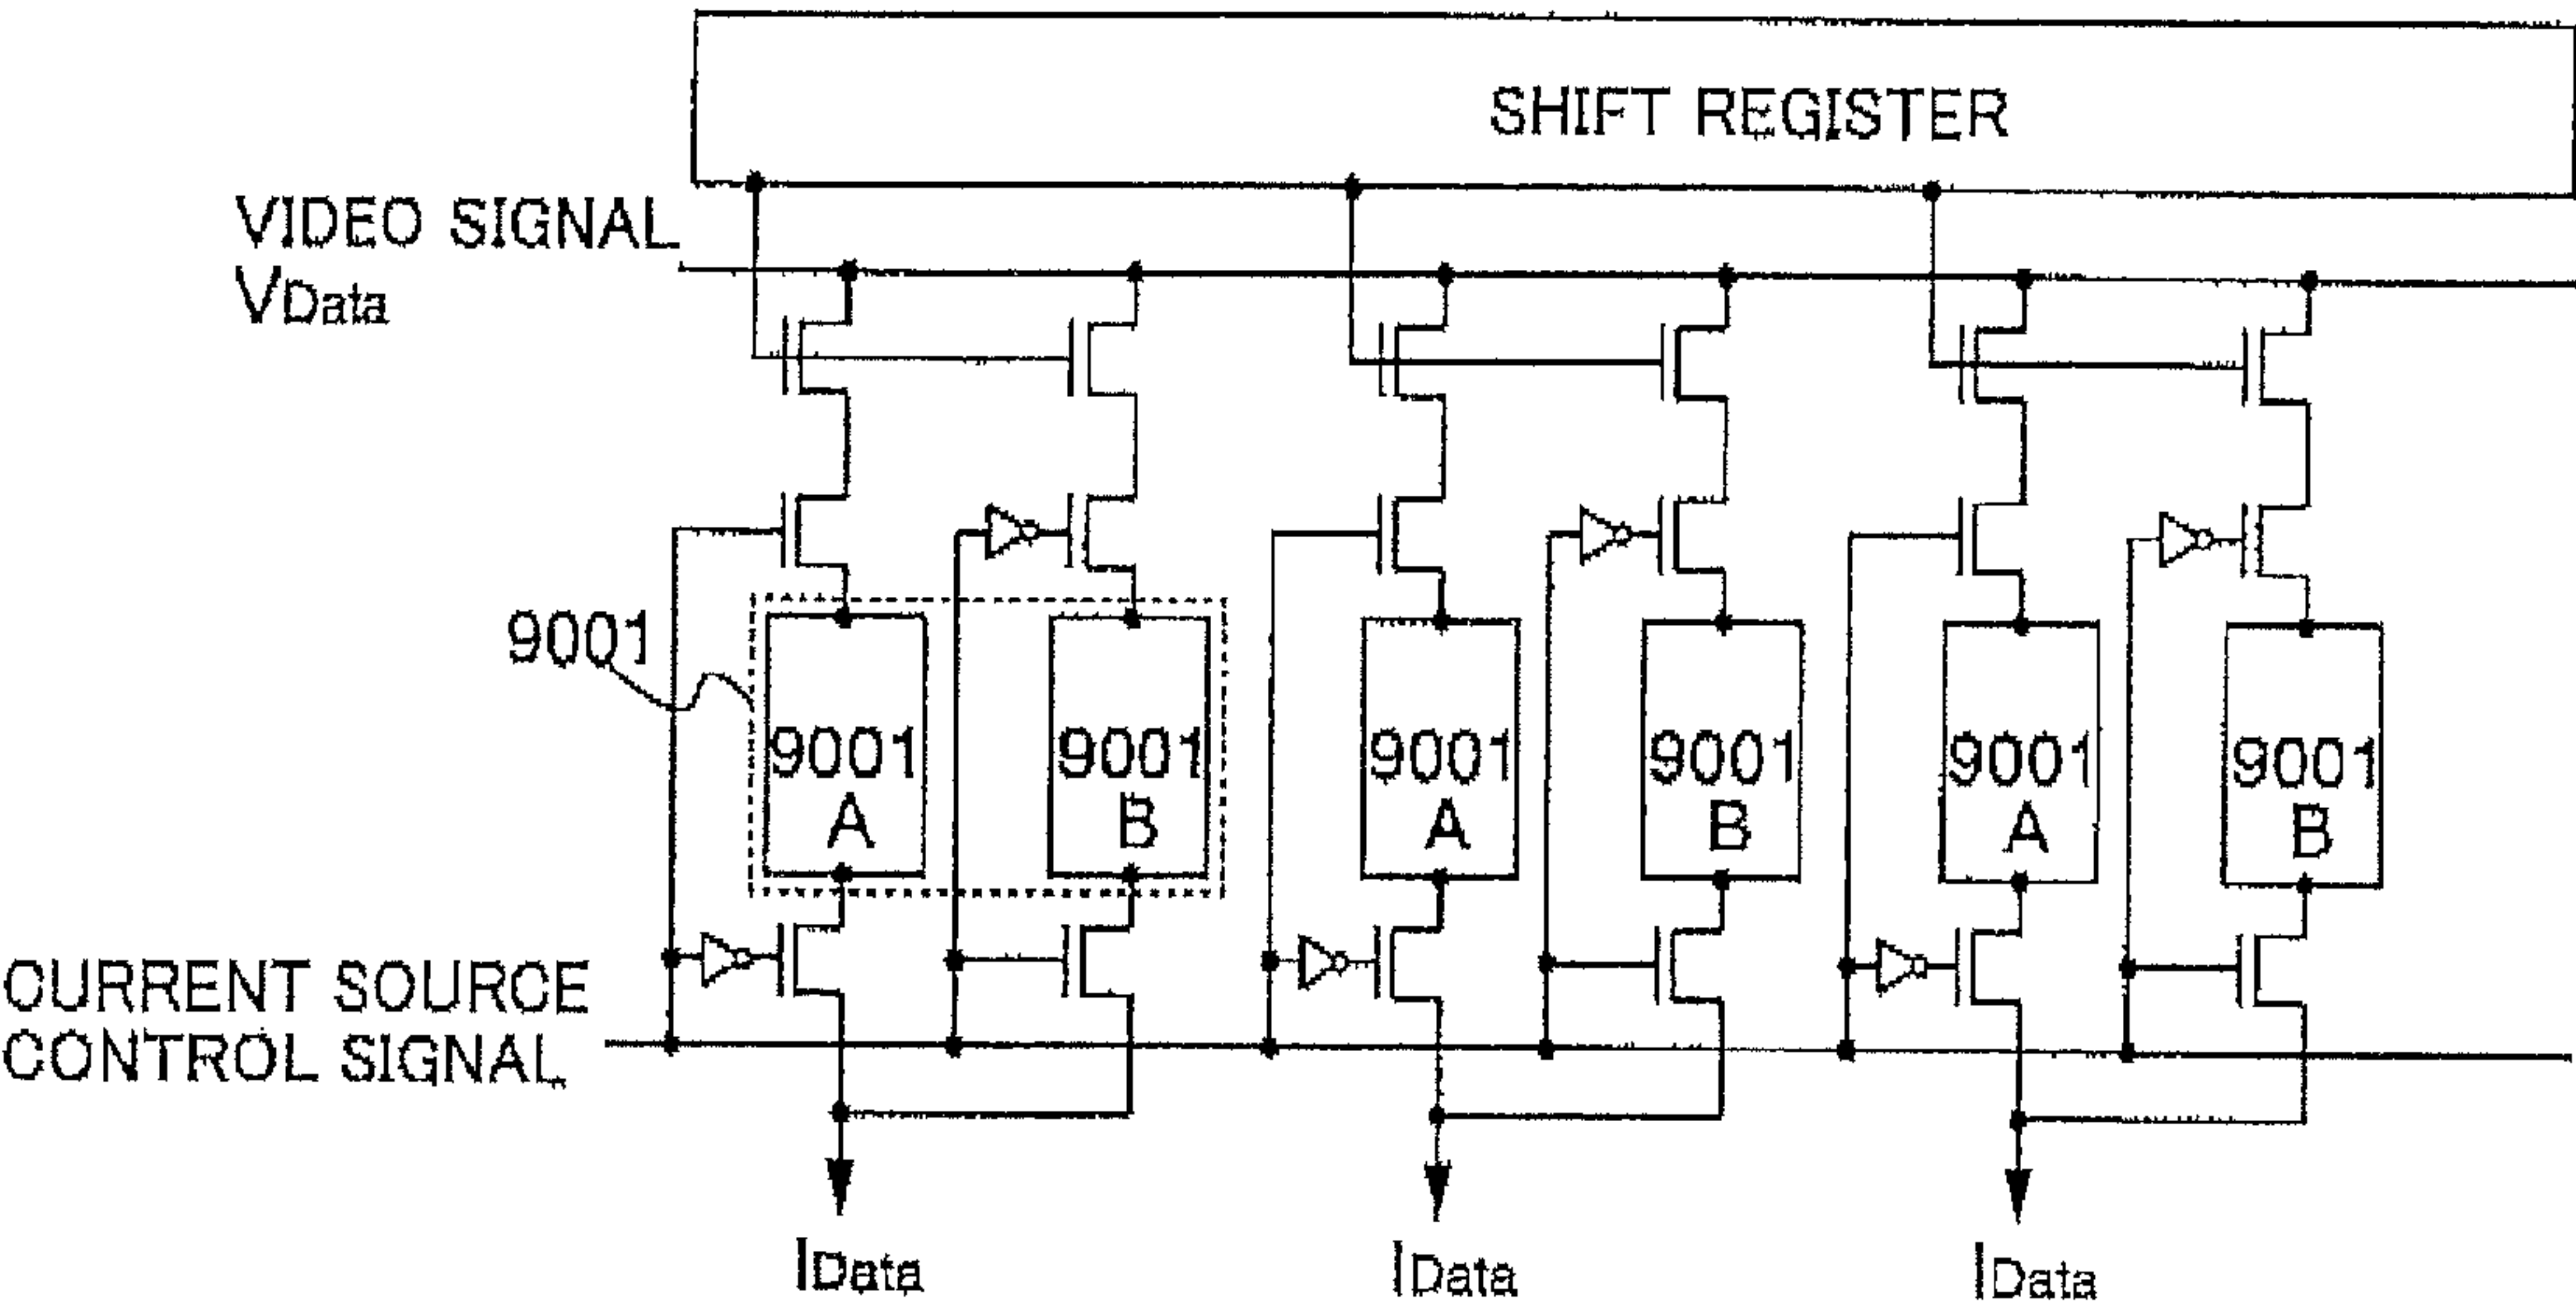 SHIFT REGISTER
VIDEO SIGNAL
VData
9001
9001
A
9001
B
9001
A
9001
B
9001
A
9001
B
CURRENT SOURCE
CONTROL SIGNAL
IData
IData
IData